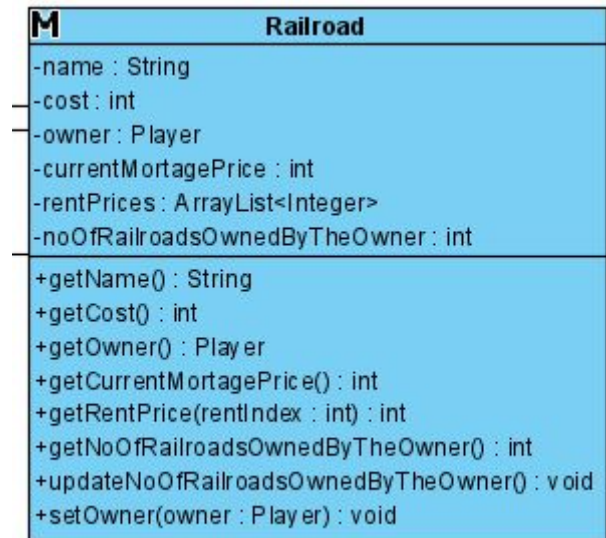 M Railroad
-name : String
-cost : int
-owner : Player
-currentMortagePrice : int
-rentPrices : ArrayList<Integer>
-noOfRailroadsOwnedByTheOwner : int
+getName() : String
+getCost() : int
+getOwner() : Player
+getCurrentMortagePrice() : int
+getRentPrice(rentIndex : int) : int
+getNoOfRailroadsOwnedByTheOwner() : int
+updateNoOfRailroadsOwnedByTheOwner() : void
+setOwner(owner : Player) : void